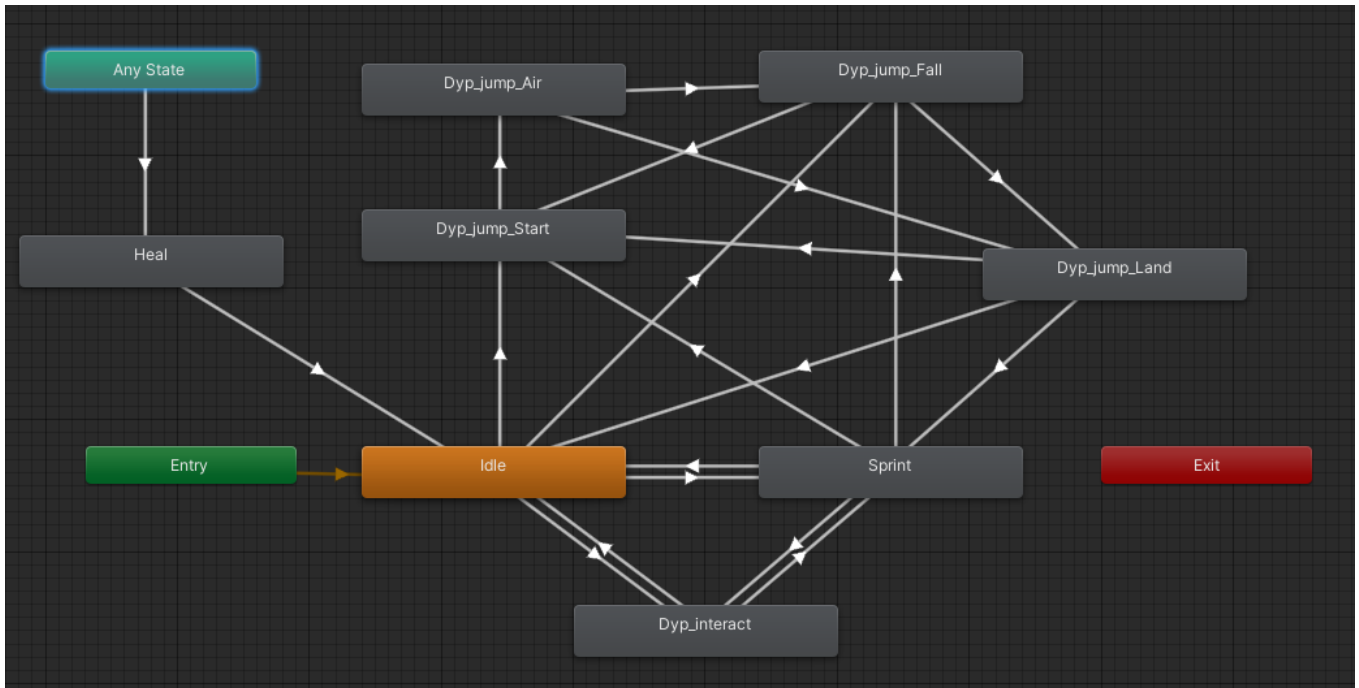 Any State
Dyp_jump_Air
Dyp_jump_Fall
Dyp_jump_Start
Heal
Dyp_jump_Land
Entry
Idle
Sprint
Exit
Dyp_interact